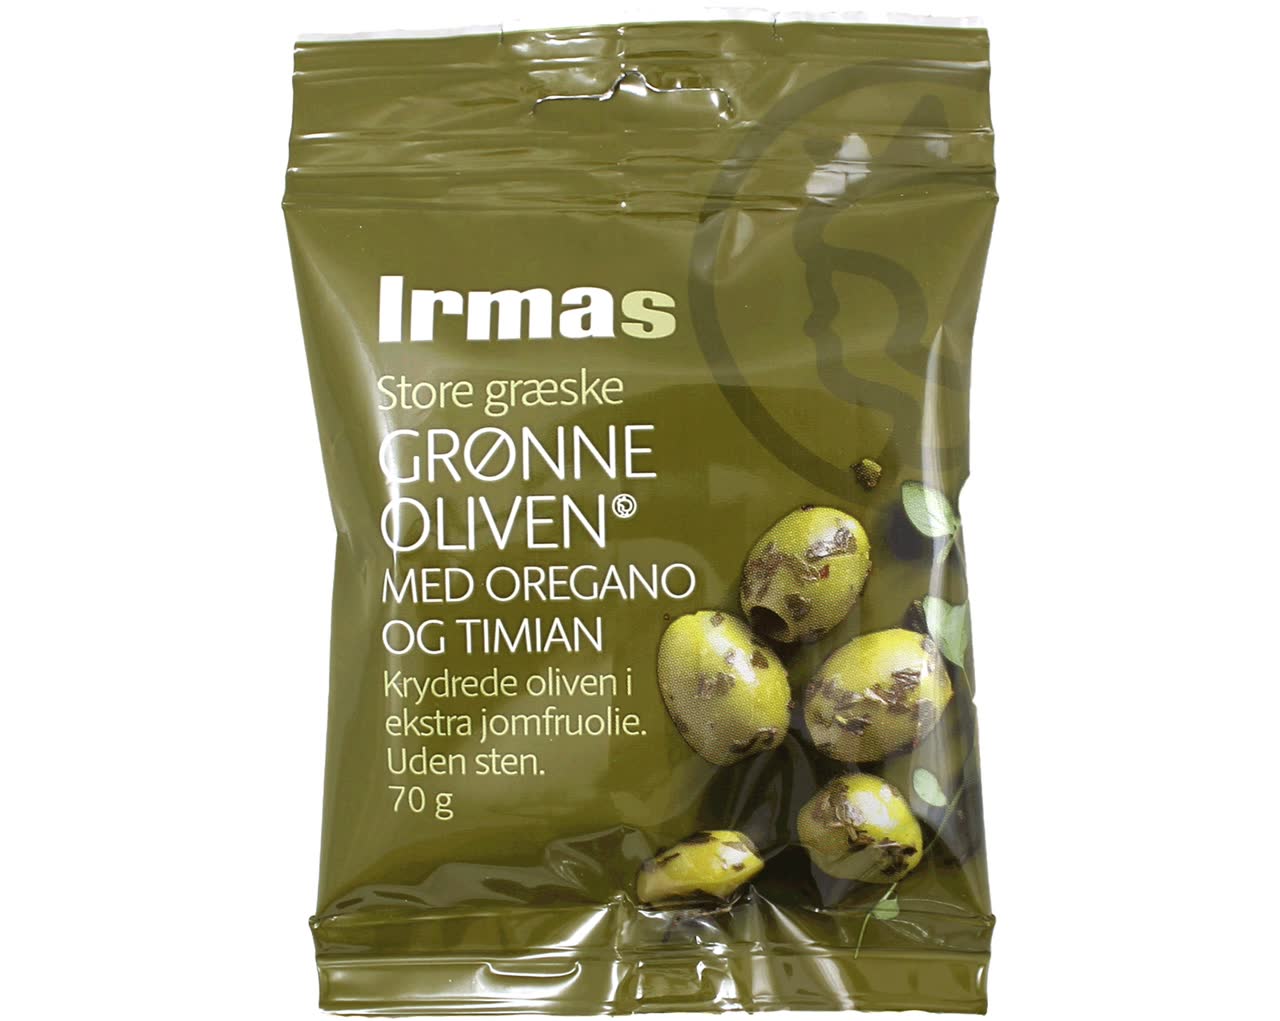 Irmas
Store græske
GRØNNE
OLIVEN
MED OREGANO
OG TIMIAN
Krydrede oliven i
ekstra jomfruolie.
Uden sten.
70 g